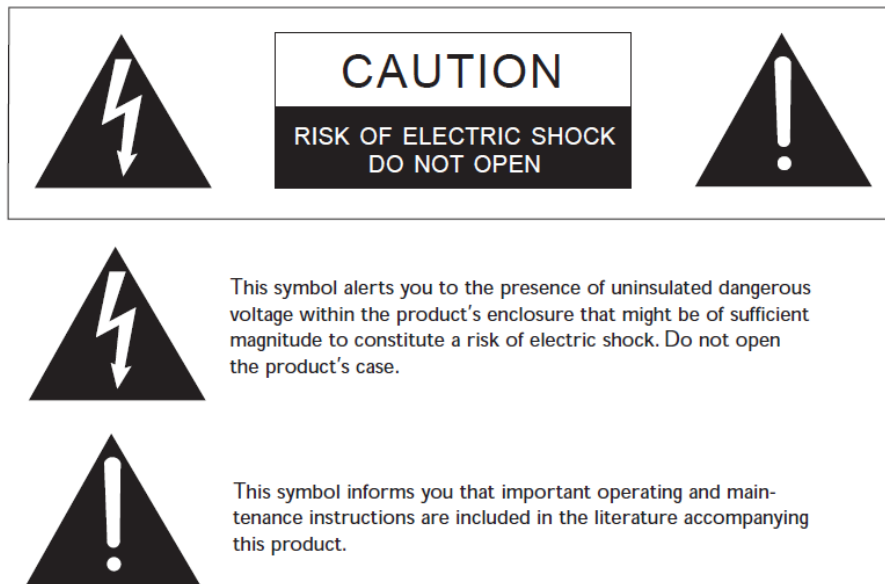 CAUTION
RISK OF ELECTRIC SHOCK
DO NOT OPEN
This symbol alerts you to the presence of uninsulated dangerous
voltage within the product's enclosure that might be of sufficient
magnitude to constitute a risk of electric shock. Do not open
the product's case.
This symbol informs you that important operating and main-
tenance instructions are included in the literature accompanying
this product.